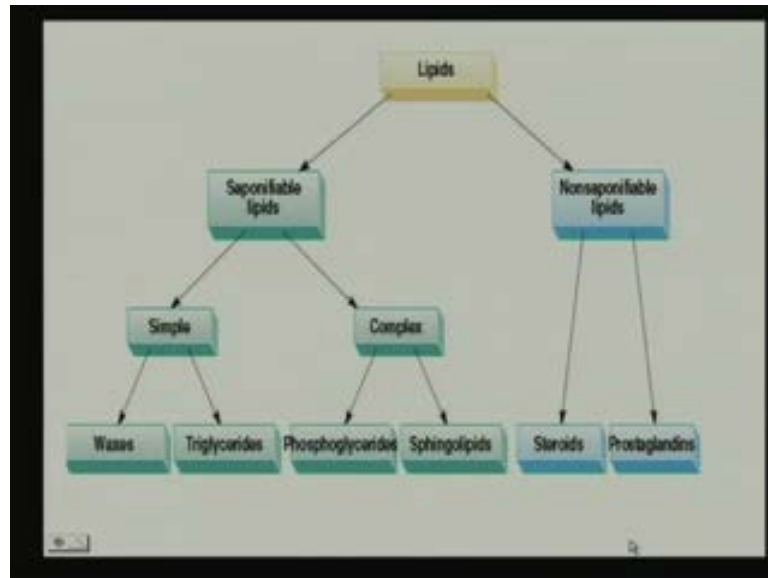 Lipids
Saponifiable
lipids
Nonsaponifiable
lipids
Simple
Complex
Waxes
Triglycerides
Phosphoglycerides
Sphingolipids
Steroids
Prostaglandins